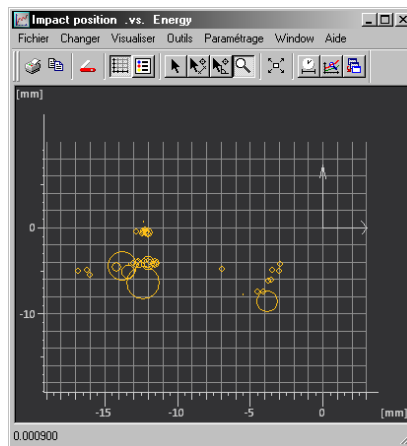 Impact position .vs. Energy
Fichier Changer Visualiser Outils Paramétrage Window Aide
[mm]
0
-10
-15 -10 -5 0 [mm]
0.000900